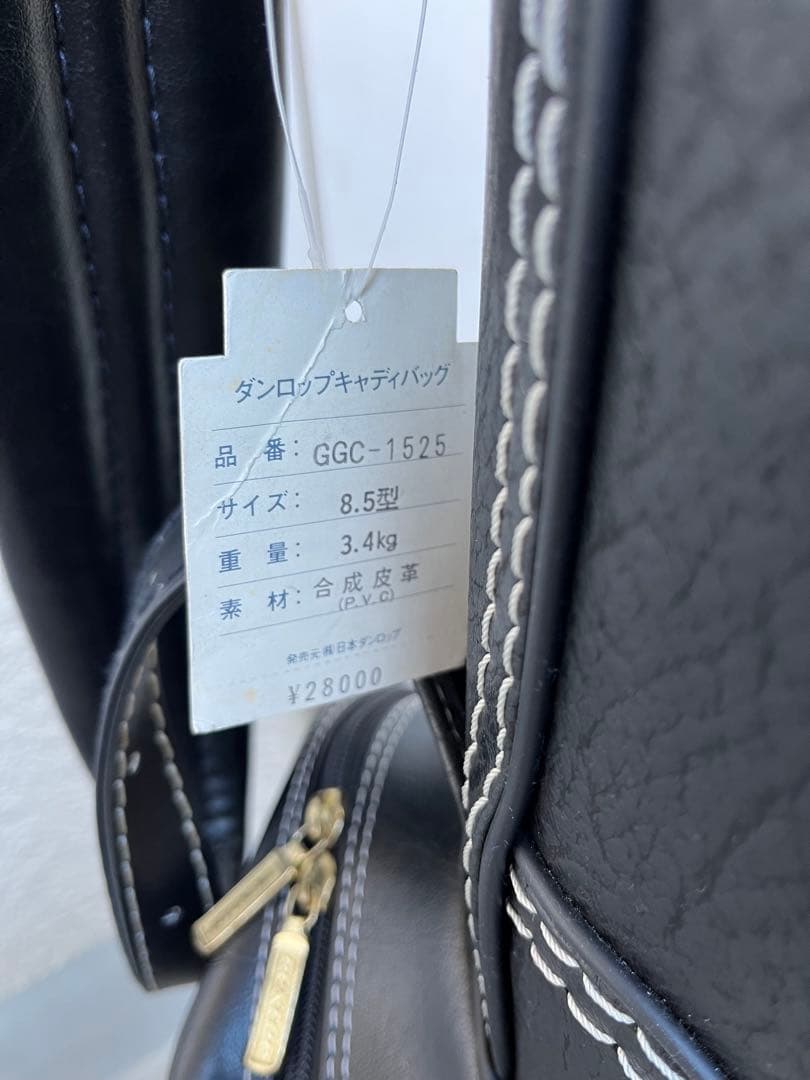 ダンロップキャディバッグ
品 番: GGC-1525
サイズ: 8.5型
重 量: 3.4kg
素 材: 合成皮革
(P.V.C)
発売元 ㈱日本ダンロップ
¥28000